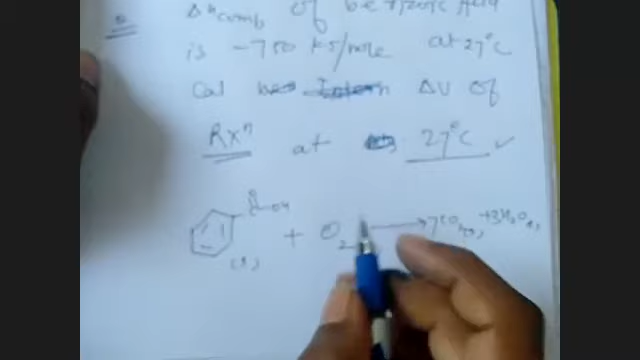 ΔHcomb of benzoic Acid
is -750 KJ/mole at 27°C
Cal ΔU of
Rxⁿ at 27°C ✓
OH
(s) + O₂ → 7CO₂(g) + 3H₂O(l)